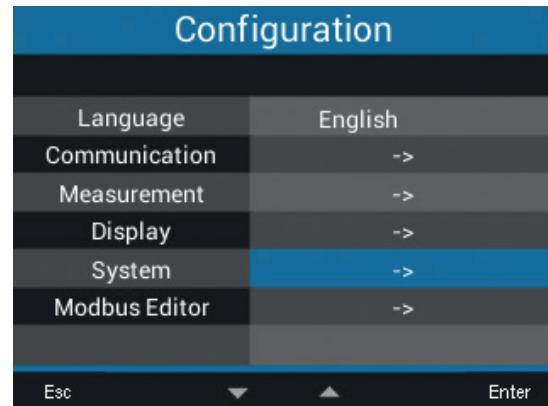 Configuration
Language English
Communication ->
Measurement ->
Display ->
System ->
Modbus Editor ->
Esc Enter